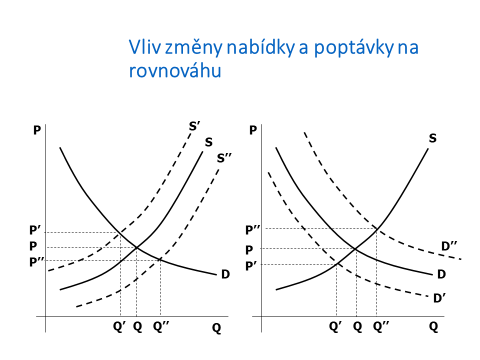 Vliv změny nabídky a poptávky na
rovnováhu
P
S′
S
S′′
P′
P
P′′
D
Q′ Q Q′′ Q
P
S
P′′
P
P′
D′′
D
D′
Q′ Q Q′′ Q